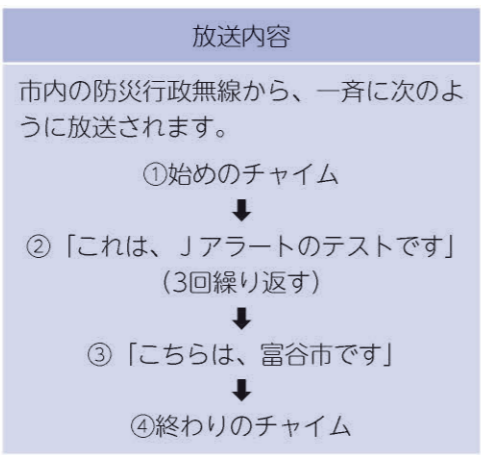 放送内容
市内の防災行政無線から、一斉に次のよ
うに放送されます。
①始めのチャイム
⬇
②「これは、Ｊアラートのテストです」
（3回繰り返す）
⬇
③「こちらは、富谷市です」
⬇
④終わりのチャイム